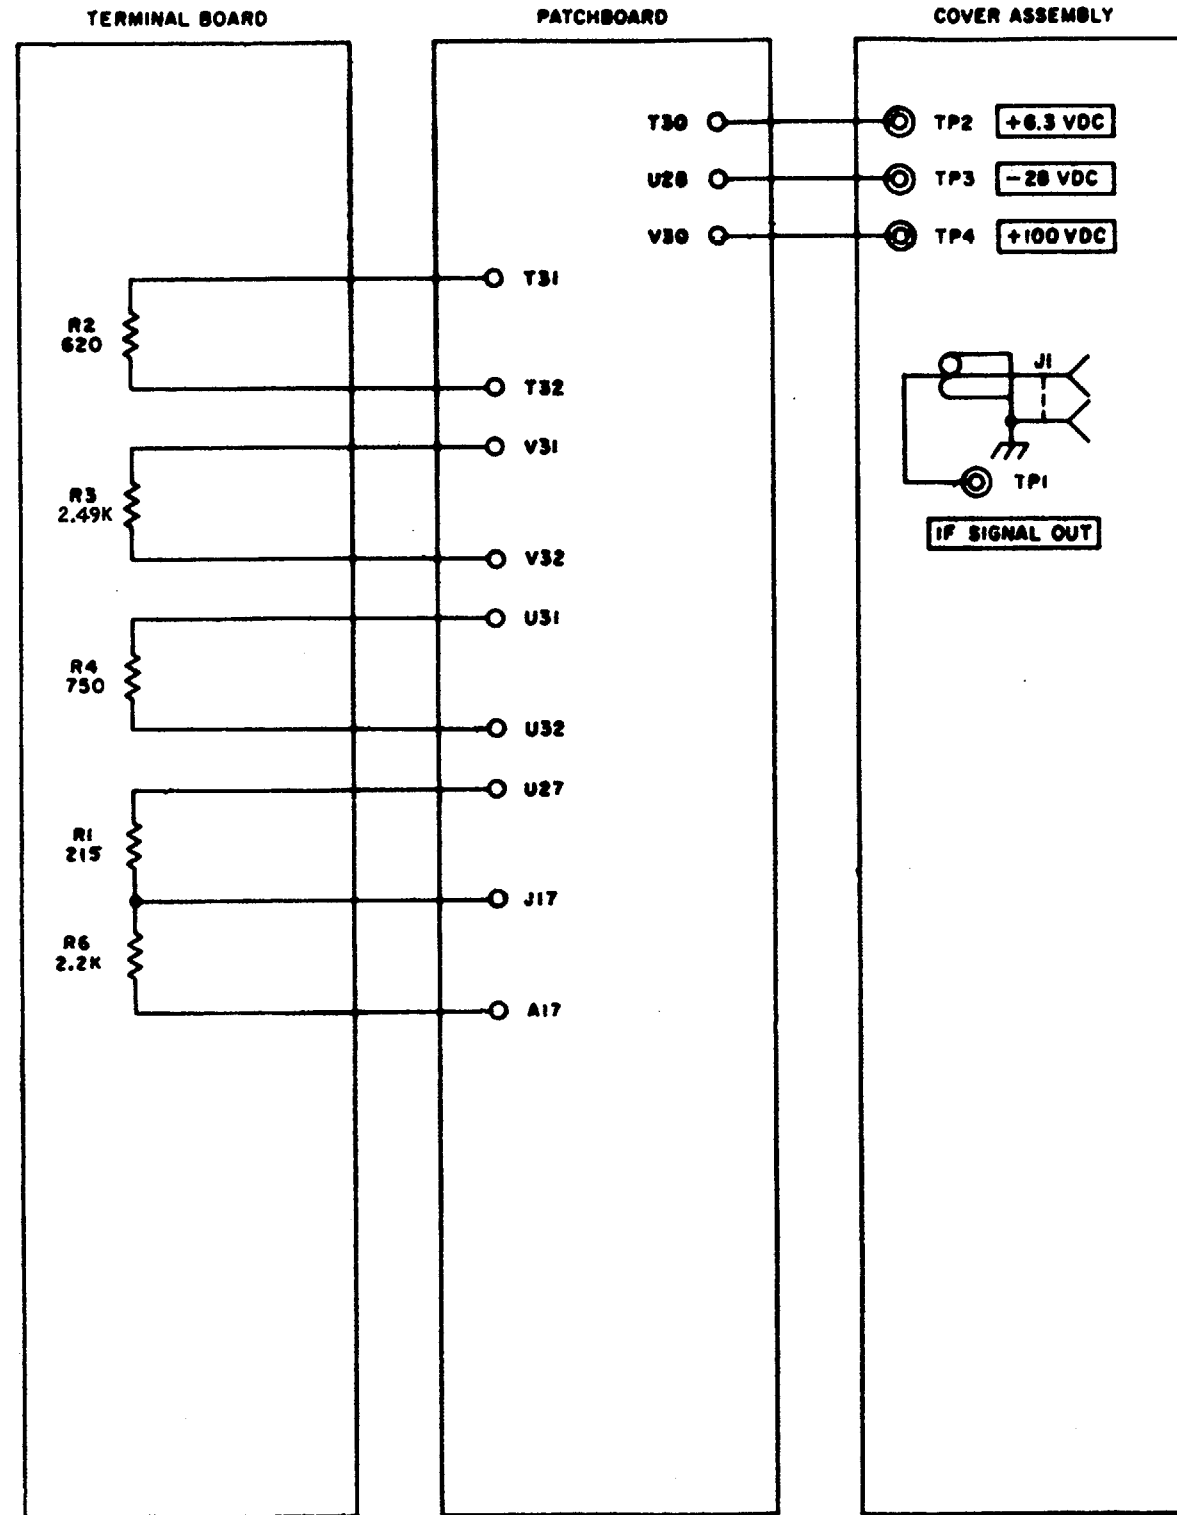 TERMINAL BOARD
PATCHBOARD
COVER ASSEMBLY
T30
TP2
+6.3 VDC
U28
TP3
-28 VDC
V30
TP4
+100 VDC
T31
R2
620
T32
J1
V31
R3
2.49K
TP1
IF SIGNAL OUT
V32
U31
R4
750
U32
U27
R1
215
J17
R6
2.2K
A17